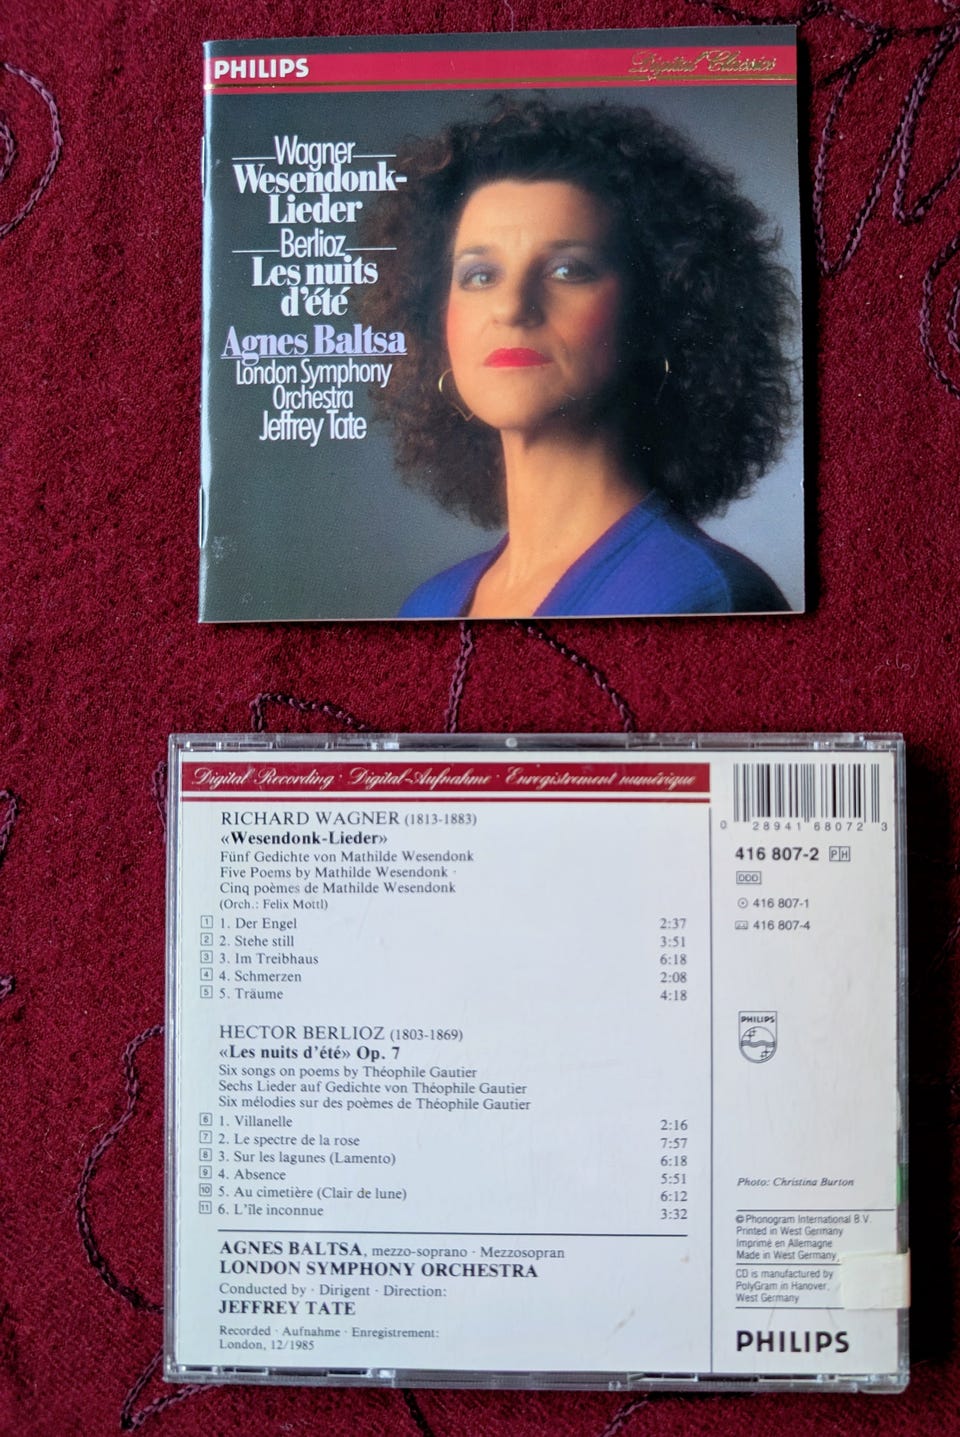 PHILIPS
Digital Classics
Wagner
Wesendonk-
Lieder
Berlioz
Les nuits
d'été
Agnes Baltsa
London Symphony
Orchestra
Jeffrey Tate
Digital Recording · Digital-Aufnahme · Enregistrement numérique
RICHARD WAGNER (1813-1883)
«Wesendonk-Lieder»
Fünf Gedichte von Mathilde Wesendonk
Five Poems by Mathilde Wesendonk ·
Cinq poèmes de Mathilde Wesendonk
(Orch.: Felix Mottl)
1 1. Der Engel 2:37
2 2. Stehe still 3:51
3 3. Im Treibhaus 6:18
4 4. Schmerzen 2:08
5 5. Träume 4:18
HECTOR BERLIOZ (1803-1869)
«Les nuits d'été» Op. 7
Six songs on poems by Théophile Gautier
Sechs Lieder auf Gedichte von Théophile Gautier
Six mélodies sur des poèmes de Théophile Gautier
6 1. Villanelle 2:16
7 2. Le spectre de la rose 7:57
8 3. Sur les lagunes (Lamento) 6:18
9 4. Absence 5:51
10 5. Au cimetière (Clair de lune) 6:12
11 6. L'île inconnue 3:32
AGNES BALTSA, mezzo-soprano · Mezzosopran
LONDON SYMPHONY ORCHESTRA
Conducted by · Dirigent · Direction:
JEFFREY TATE
Recorded · Aufnahme · Enregistrement:
London, 12/1985
0 28941 68072 3
416 807-2 PH
DDD
416 807-1
416 807-4
PHILIPS
Photo: Christina Burton
℗ Phonogram International B.V.
Printed in West Germany
Imprimé en Allemagne
Made in West Germany
CD is manufactured by
PolyGram in Hanover,
West Germany
PHILIPS